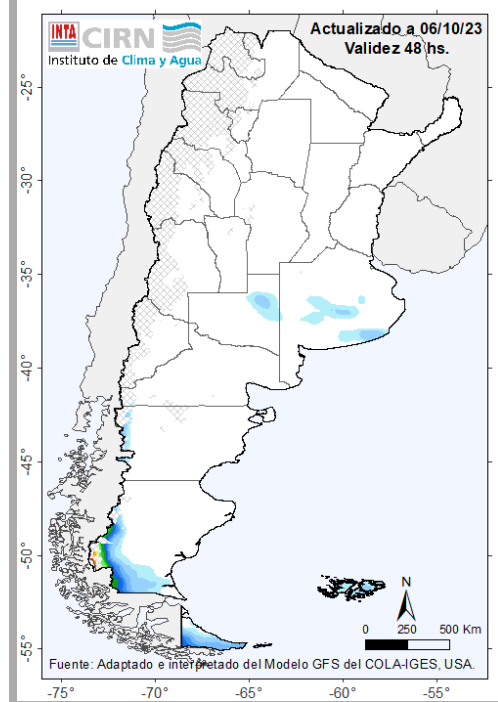 INTA CIRN
Instituto de Clima y Agua
Actualizado a 06/10/23
Validez 48 hs.
-25°
-30°
-35°
-40°
-45°
-50°
-55°
N
0 250 500 Km
Fuente: Adaptado e interpretado del Modelo GFS del COLA-IGES, USA.
-75° -70° -65° -60° -55°